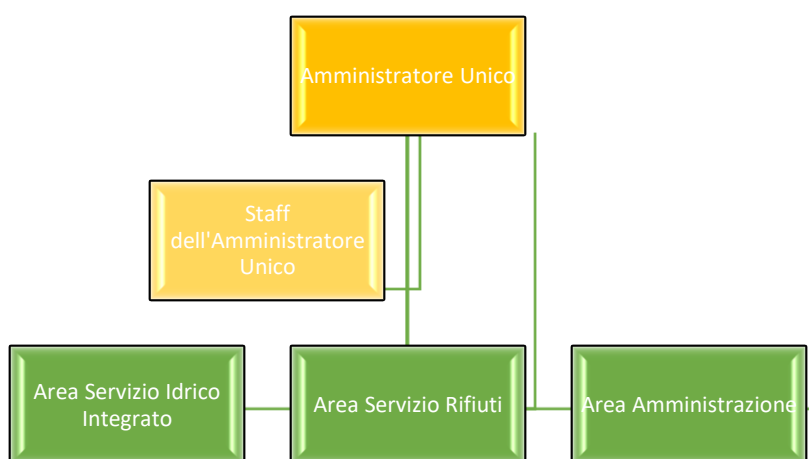 Amministratore Unico
Staff
dell'Amministratore
Unico
Area Servizio Idrico
Integrato
Area Servizio Rifiuti
Area Amministrazione